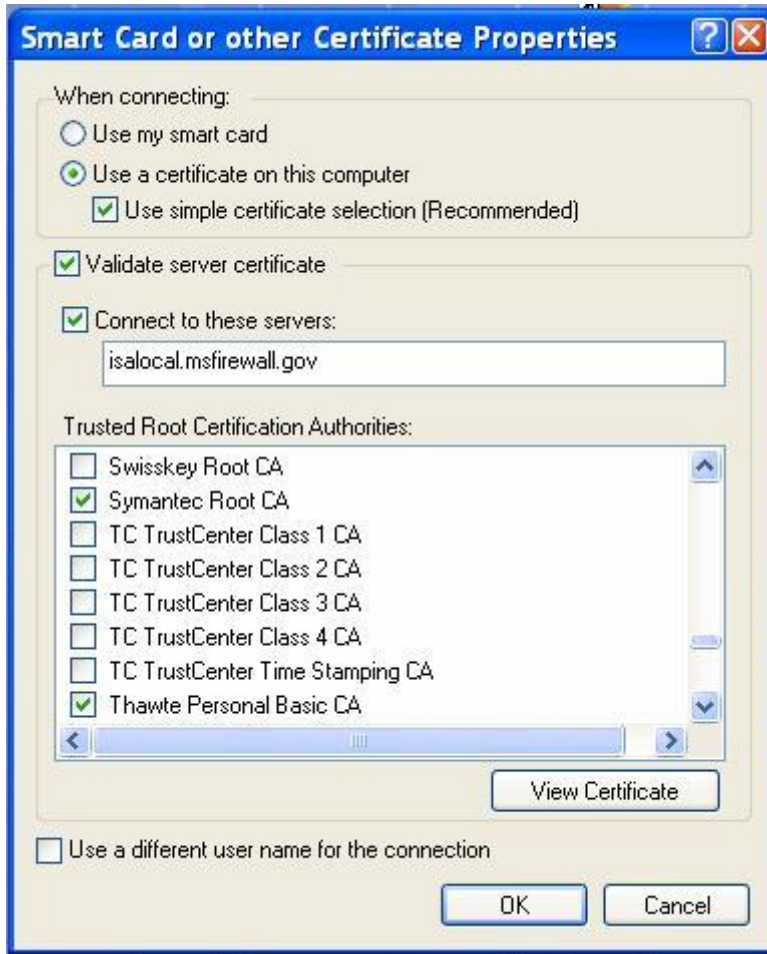 Smart Card or other Certificate Properties
When connecting:
Use my smart card
Use a certificate on this computer
Use simple certificate selection (Recommended)
Validate server certificate
Connect to these servers:
isalocal.msfirewall.gov
Trusted Root Certification Authorities:
Swisskey Root CA
Symantec Root CA
TC TrustCenter Class 1 CA
TC TrustCenter Class 2 CA
TC TrustCenter Class 3 CA
TC TrustCenter Class 4 CA
TC TrustCenter Time Stamping CA
Thawte Personal Basic CA
View Certificate
Use a different user name for the connection
OK Cancel